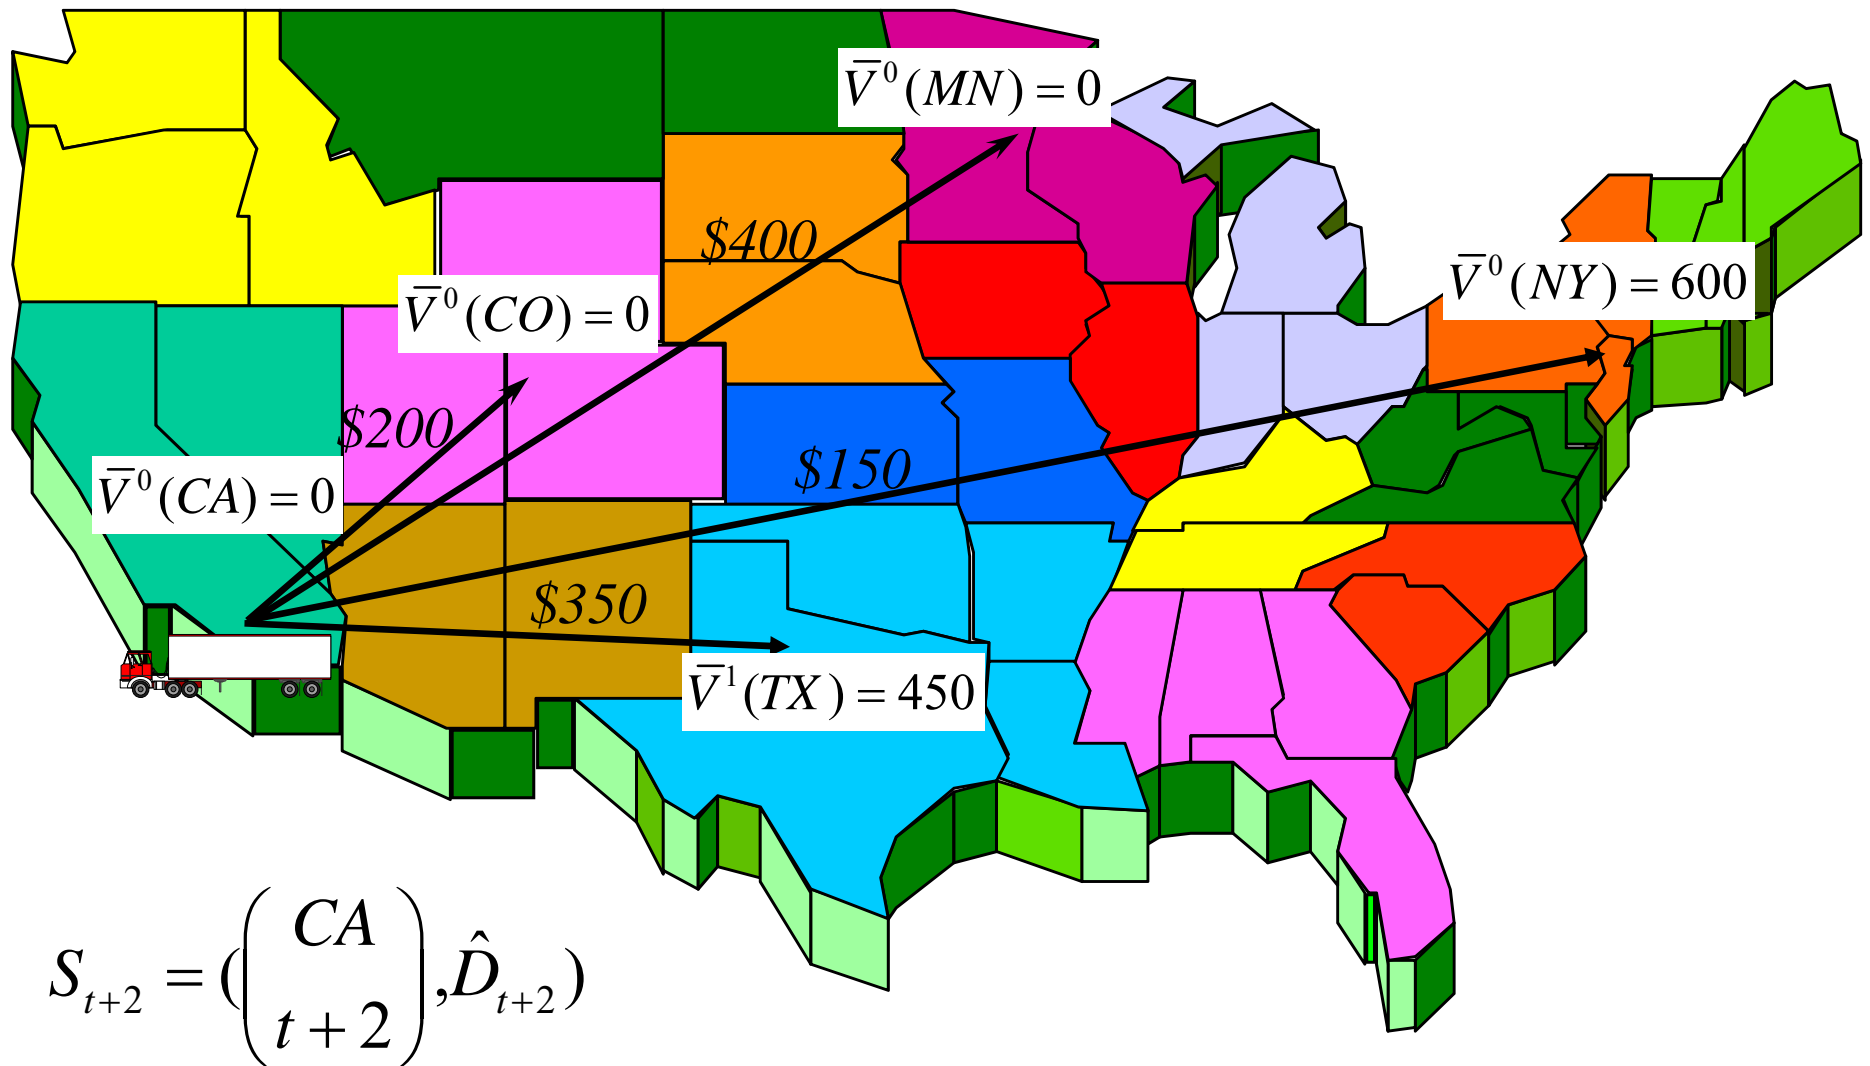 V̅⁰(MN) = 0
$400
V̅⁰(NY) = 600
V̅⁰(CO) = 0
$200
$150
V̅⁰(CA) = 0
$350
V̅¹(TX) = 450
S_{t+2} = ((CA
t + 2), D̂_{t+2})